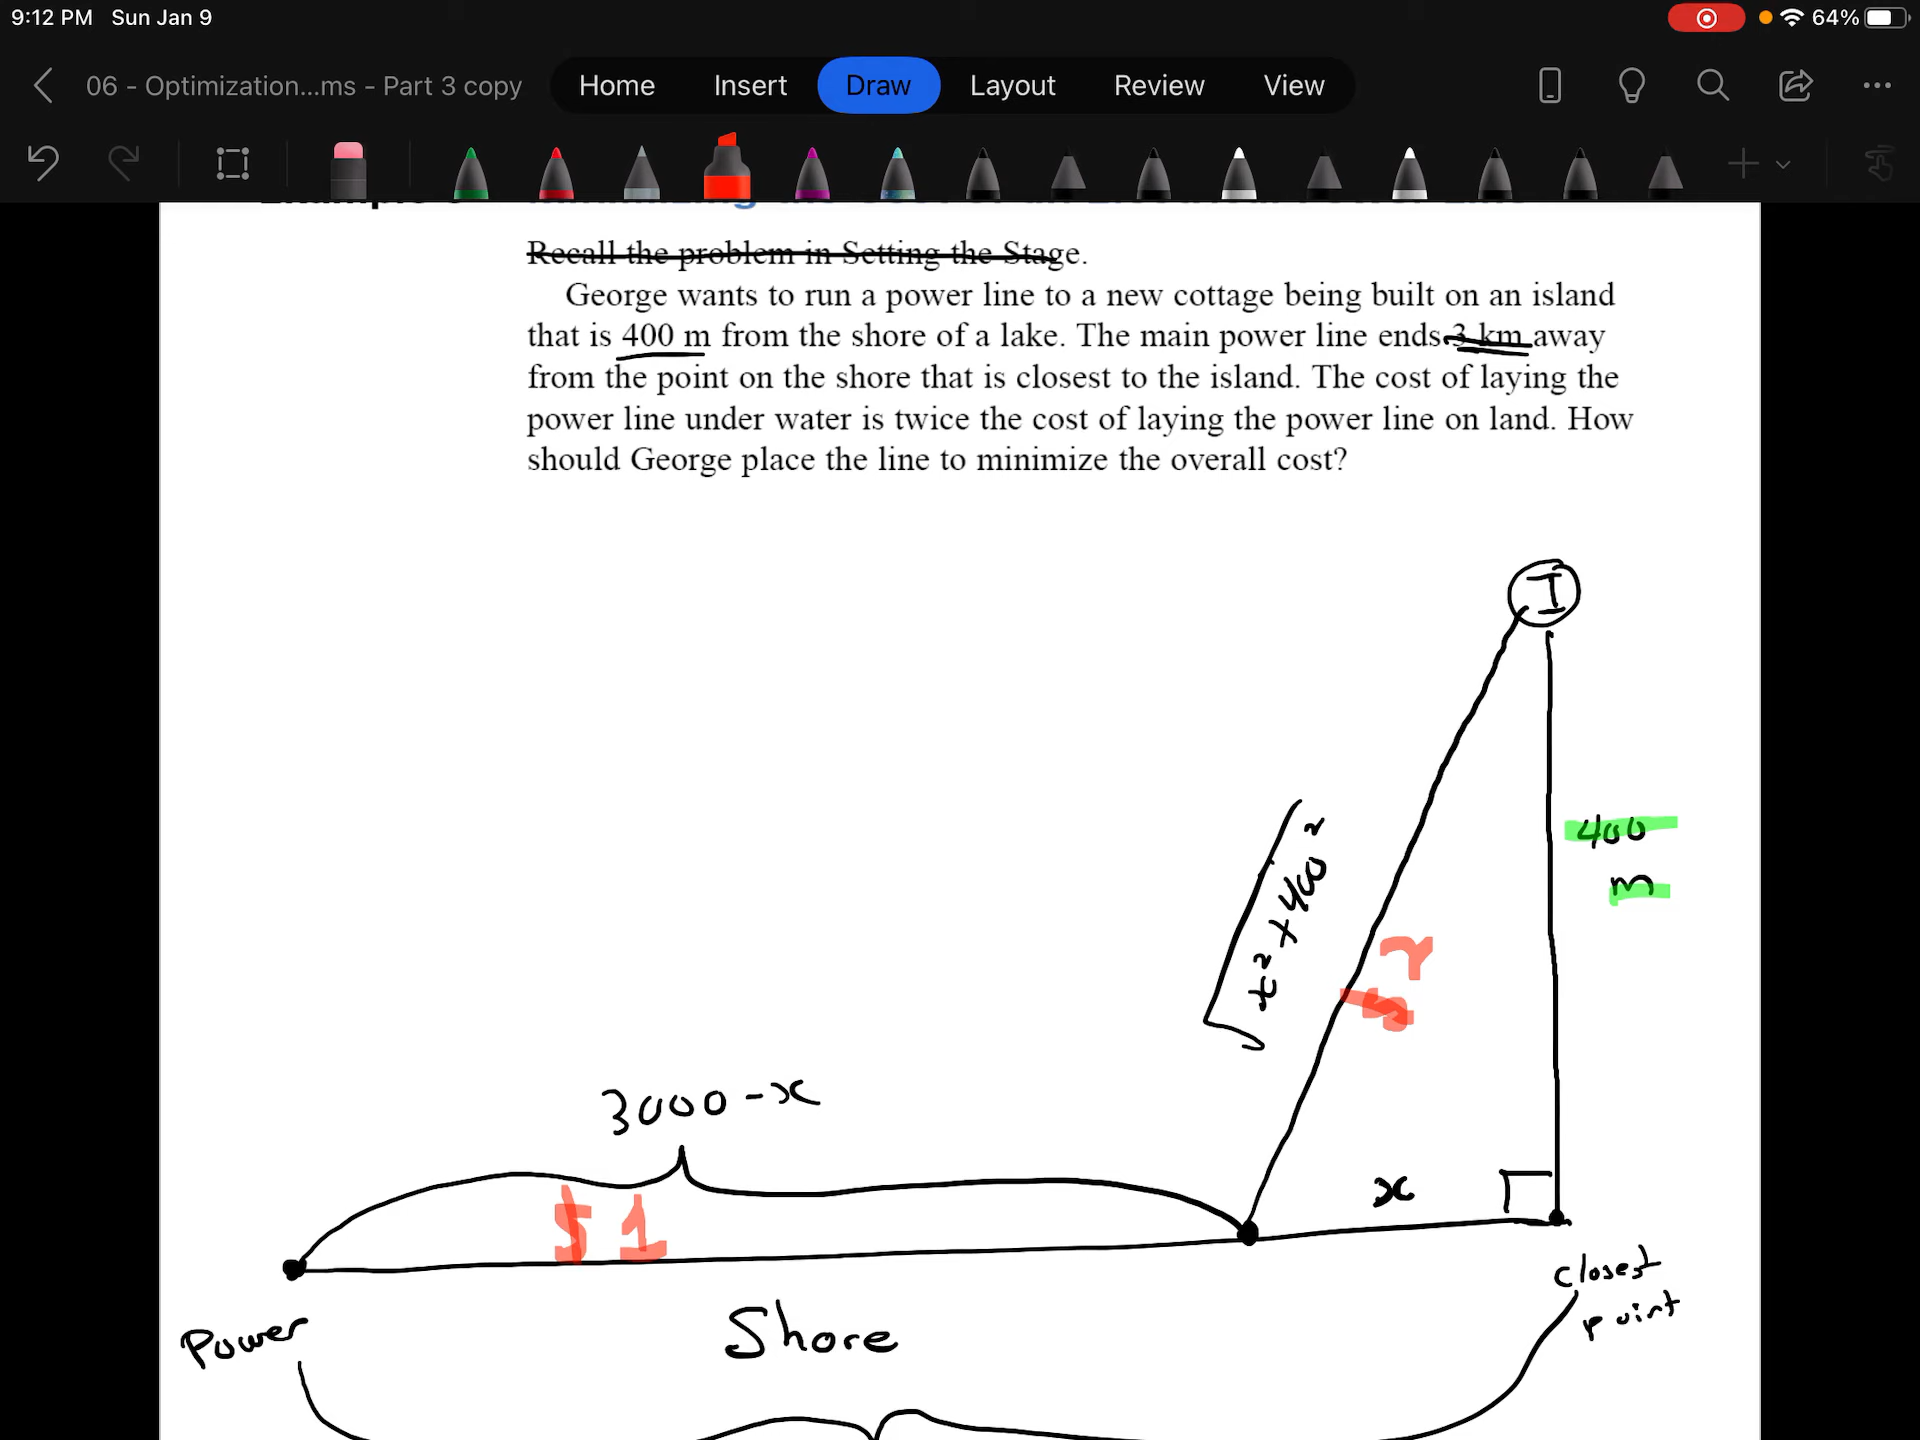 9:12 PM Sun Jan 9
64%
06 - Optimization...ms - Part 3 copy
Home Insert Draw Layout Review View
Recall the problem in Setting the Stage.
George wants to run a power line to a new cottage being built on an island
that is 400 m from the shore of a lake. The main power line ends 3 km away
from the point on the shore that is closest to the island. The cost of laying the
power line under water is twice the cost of laying the power line on land. How
should George place the line to minimize the overall cost?
I
400
m
√x²+400²
3000-x
x
$1
closest
point
Power
Shore